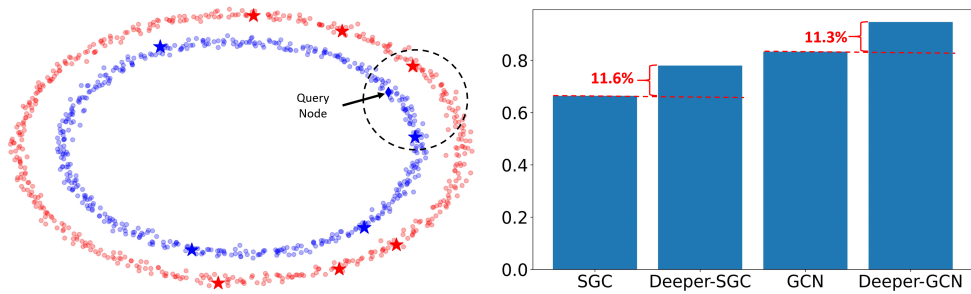 Query
Node
0.8
0.6
0.4
0.2
0.0
11.6%
11.3%
SGC
Deeper-SGC
GCN
Deeper-GCN